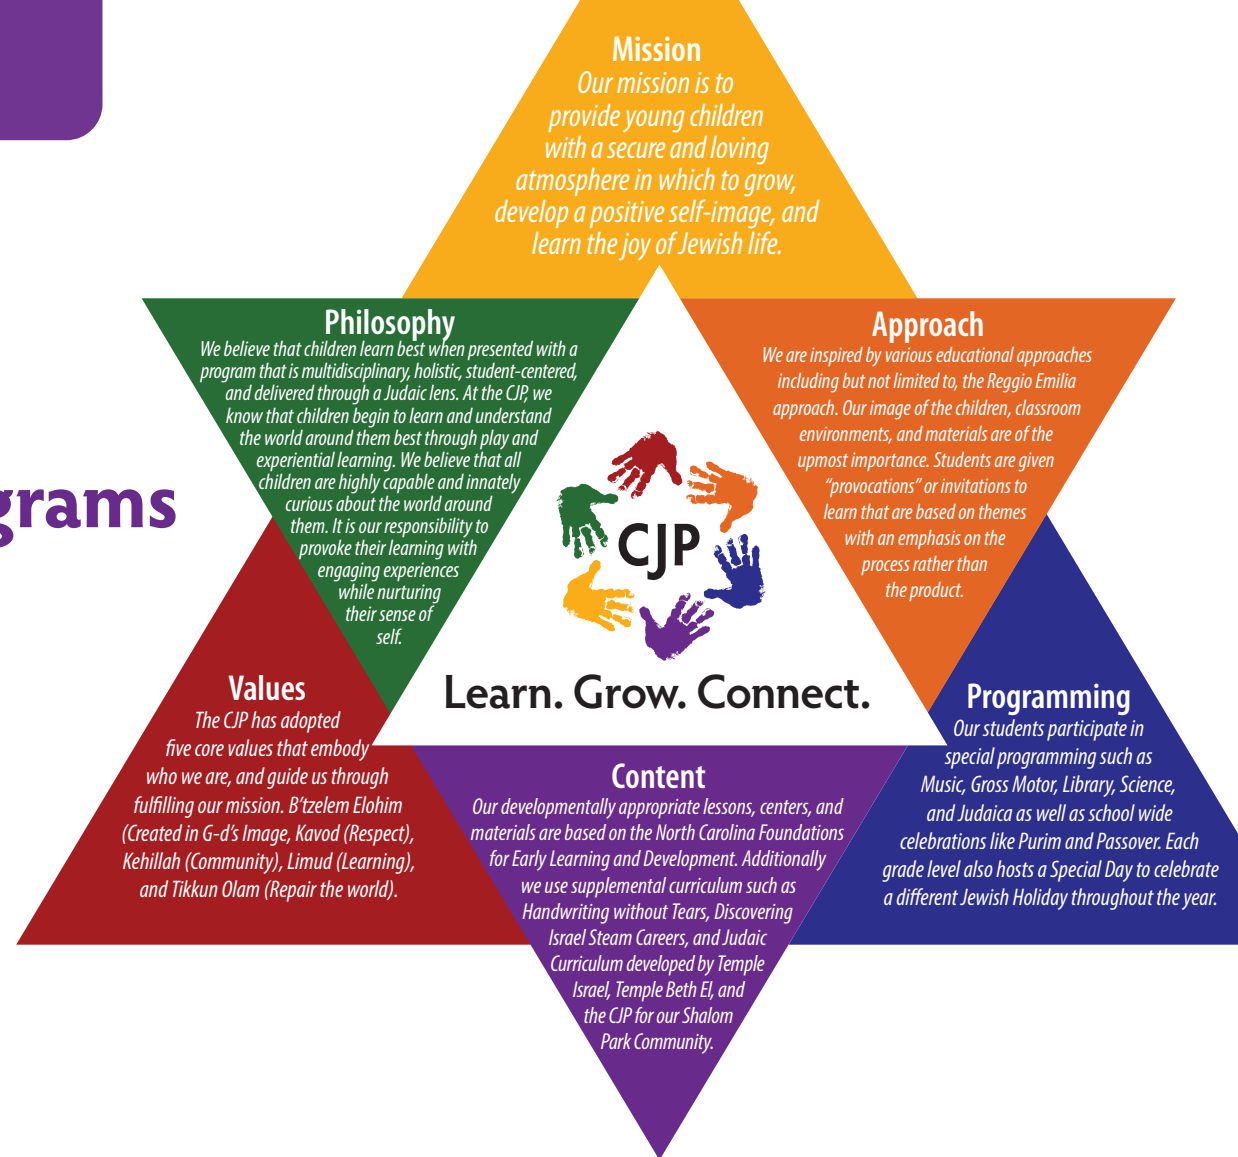 Mission
Our mission is to
provide young children
with a secure and loving
atmosphere in which to grow,
develop a positive self-image, and
learn the joy of Jewish life.
Philosophy
We believe that children learn best when presented with a
program that is multidisciplinary, holistic, student-centered,
and delivered through a Judaic lens. At the CJP, we
know that children begin to learn and understand
the world around them best through play and
experiential learning. We believe that all
children are highly capable and innately
curious about the world around
them. It is our responsibility to
provoke their learning with
engaging experiences
while nurturing
their sense of
self.
Approach
We are inspired by various educational approaches
including but not limited to, the Reggio Emilia
approach. Our image of the children, classroom
environments, and materials are of the
upmost importance. Students are given
“provocations” or invitations to
learn that are based on themes
with an emphasis on the
process rather than
the product.
grams
CJP
Learn. Grow. Connect.
Values
The CJP has adopted
five core values that embody
who we are, and guide us through
fulfilling our mission. B’tzelem Elohim
(Created in G-d’s Image, Kavod (Respect),
Kehillah (Community), Limud (Learning),
and Tikkun Olam (Repair the world).
Content
Our developmentally appropriate lessons, centers, and
materials are based on the North Carolina Foundations
for Early Learning and Development. Additionally
we use supplemental curriculum such as
Handwriting without Tears, Discovering
Israel Steam Careers, and Judaic
Curriculum developed by Temple
Israel, Temple Beth El, and
the CJP for our Shalom
Park Community.
Programming
Our students participate in
special programming such as
Music, Gross Motor, Library, Science,
and Judaica as well as school wide
celebrations like Purim and Passover. Each
grade level also hosts a Special Day to celebrate
a different Jewish Holiday throughout the year.